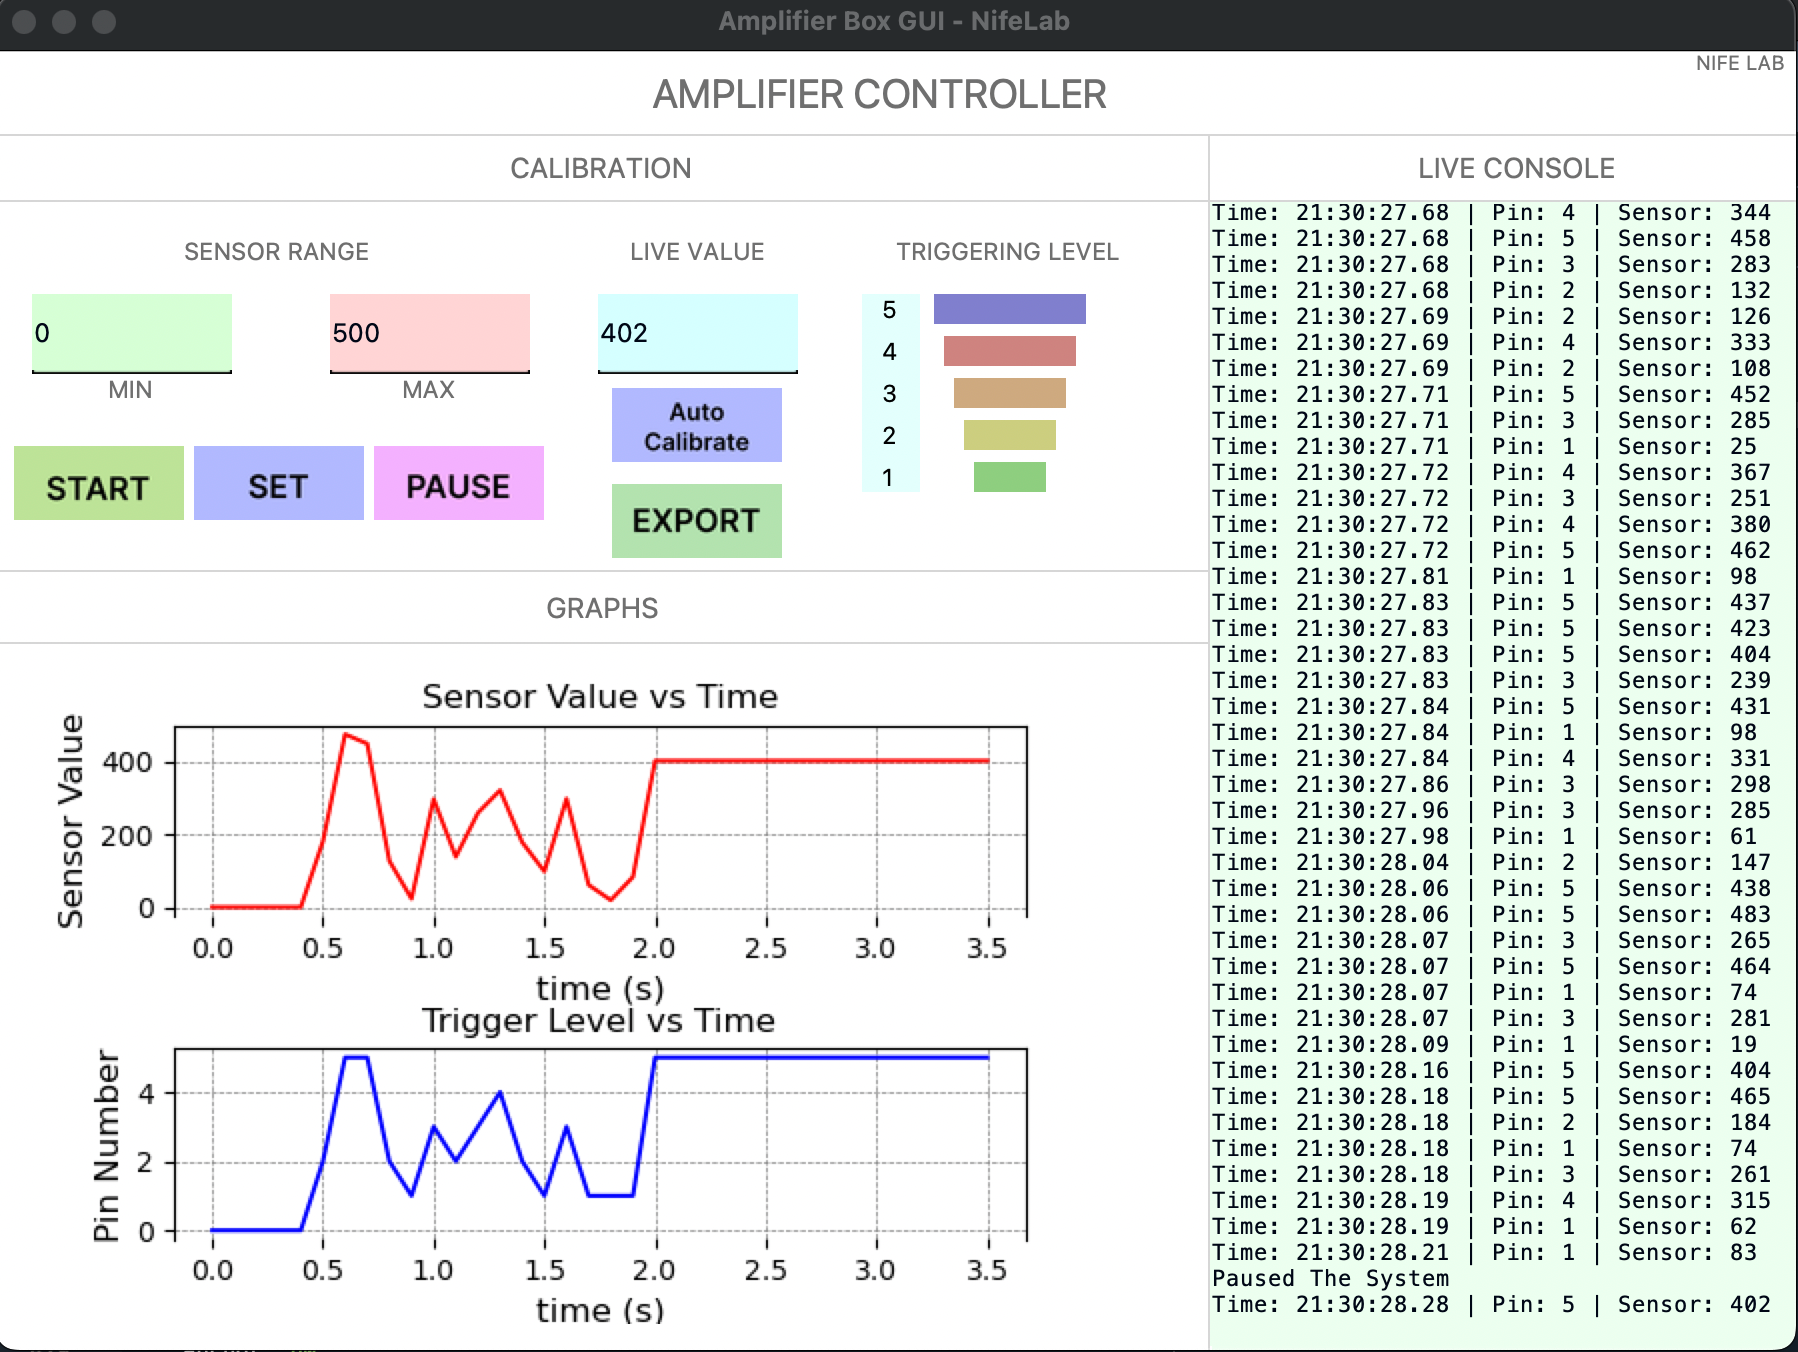 Amplifier Box GUI - NifeLab
NIFE LAB
AMPLIFIER CONTROLLER
CALIBRATION
SENSOR RANGE
LIVE VALUE
TRIGGERING LEVEL
0
500
402
MIN
MAX
START
SET
PAUSE
Auto
Calibrate
EXPORT
5
4
3
2
1
GRAPHS
Sensor Value vs Time
Sensor Value
400
200
0
0.0 0.5 1.0 1.5 2.0 2.5 3.0 3.5
time (s)
Trigger Level vs Time
Pin Number
4
2
0
0.0 0.5 1.0 1.5 2.0 2.5 3.0 3.5
time (s)
LIVE CONSOLE
Time: 21:30:27.68 | Pin: 4 | Sensor: 344
Time: 21:30:27.68 | Pin: 5 | Sensor: 458
Time: 21:30:27.68 | Pin: 3 | Sensor: 283
Time: 21:30:27.68 | Pin: 2 | Sensor: 132
Time: 21:30:27.69 | Pin: 2 | Sensor: 126
Time: 21:30:27.69 | Pin: 4 | Sensor: 333
Time: 21:30:27.69 | Pin: 2 | Sensor: 108
Time: 21:30:27.71 | Pin: 5 | Sensor: 452
Time: 21:30:27.71 | Pin: 3 | Sensor: 285
Time: 21:30:27.71 | Pin: 1 | Sensor: 25
Time: 21:30:27.72 | Pin: 4 | Sensor: 367
Time: 21:30:27.72 | Pin: 3 | Sensor: 251
Time: 21:30:27.72 | Pin: 4 | Sensor: 380
Time: 21:30:27.72 | Pin: 5 | Sensor: 462
Time: 21:30:27.81 | Pin: 1 | Sensor: 98
Time: 21:30:27.83 | Pin: 5 | Sensor: 437
Time: 21:30:27.83 | Pin: 5 | Sensor: 423
Time: 21:30:27.83 | Pin: 5 | Sensor: 404
Time: 21:30:27.83 | Pin: 3 | Sensor: 239
Time: 21:30:27.84 | Pin: 5 | Sensor: 431
Time: 21:30:27.84 | Pin: 1 | Sensor: 98
Time: 21:30:27.84 | Pin: 4 | Sensor: 331
Time: 21:30:27.86 | Pin: 3 | Sensor: 298
Time: 21:30:27.96 | Pin: 3 | Sensor: 285
Time: 21:30:27.98 | Pin: 1 | Sensor: 61
Time: 21:30:28.04 | Pin: 2 | Sensor: 147
Time: 21:30:28.06 | Pin: 5 | Sensor: 438
Time: 21:30:28.06 | Pin: 5 | Sensor: 483
Time: 21:30:28.07 | Pin: 3 | Sensor: 265
Time: 21:30:28.07 | Pin: 5 | Sensor: 464
Time: 21:30:28.07 | Pin: 1 | Sensor: 74
Time: 21:30:28.07 | Pin: 3 | Sensor: 281
Time: 21:30:28.09 | Pin: 1 | Sensor: 19
Time: 21:30:28.16 | Pin: 5 | Sensor: 404
Time: 21:30:28.18 | Pin: 5 | Sensor: 465
Time: 21:30:28.18 | Pin: 2 | Sensor: 184
Time: 21:30:28.18 | Pin: 1 | Sensor: 74
Time: 21:30:28.18 | Pin: 3 | Sensor: 261
Time: 21:30:28.19 | Pin: 4 | Sensor: 315
Time: 21:30:28.19 | Pin: 1 | Sensor: 62
Time: 21:30:28.21 | Pin: 1 | Sensor: 83
Paused The System
Time: 21:30:28.28 | Pin: 5 | Sensor: 402